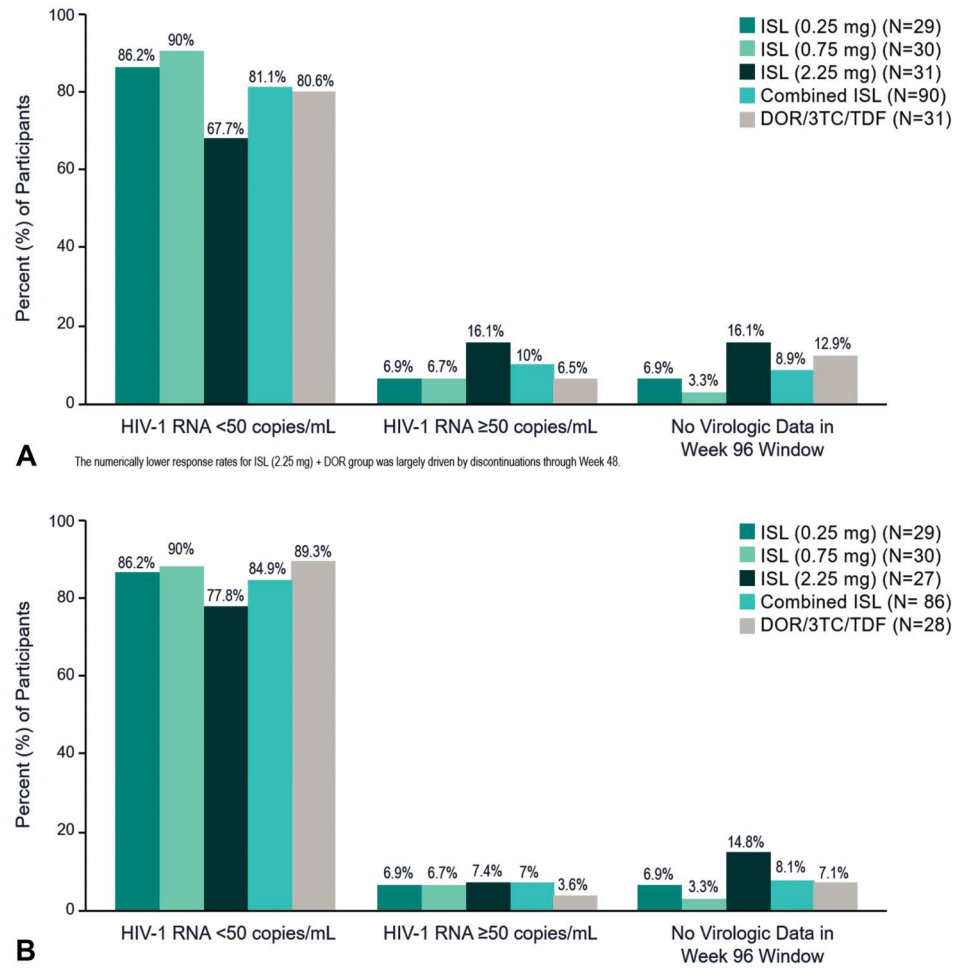 100
80
60
40
20
0
Percent (%) of Participants
ISL (0.25 mg) (N=29)
ISL (0.75 mg) (N=30)
ISL (2.25 mg) (N=31)
Combined ISL (N=90)
DOR/3TC/TDF (N=31)
86.2%
90%
67.7%
81.1%
80.6%
6.9%
6.7%
16.1%
10%
6.5%
6.9%
3.3%
16.1%
8.9%
12.9%
HIV-1 RNA <50 copies/mL
HIV-1 RNA ≥50 copies/mL
No Virologic Data in
Week 96 Window
A
The numerically lower response rates for ISL (2.25 mg) + DOR group was largely driven by discontinuations through Week 48.
100
80
60
40
20
0
Percent (%) of Participants
ISL (0.25 mg) (N=29)
ISL (0.75 mg) (N=30)
ISL (2.25 mg) (N=27)
Combined ISL (N= 86)
DOR/3TC/TDF (N=28)
86.2%
90%
77.8%
84.9%
89.3%
6.9%
6.7%
7.4%
7%
3.6%
6.9%
3.3%
14.8%
8.1%
7.1%
HIV-1 RNA <50 copies/mL
HIV-1 RNA ≥50 copies/mL
No Virologic Data in
Week 96 Window
B